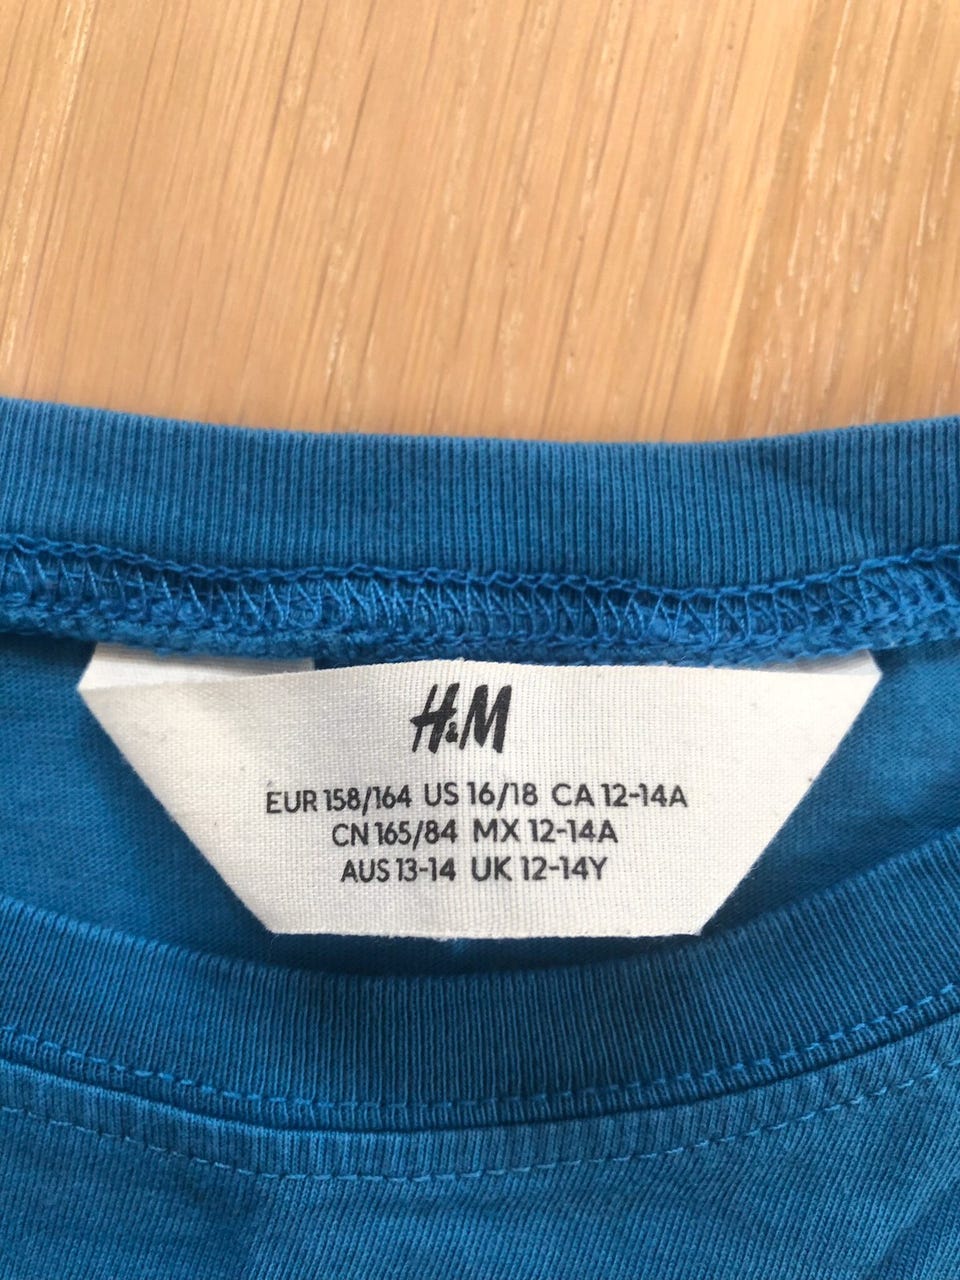 H&M
EUR 158/164 US 16/18 CA 12-14A
CN 165/84 MX 12-14A
AUS 13-14 UK 12-14Y